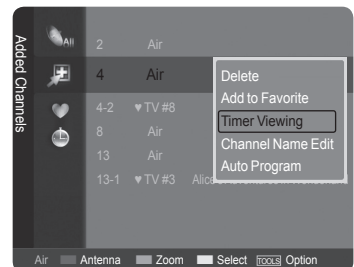 Added Channels
All
2 Air
4 Air
4-2 ♥ TV #8
8 Air
13 Air
13-1 ♥ TV #3 Alice
Delete
Add to Favorite
Timer Viewing
Channel Name Edit
Auto Program
Air Antenna Zoom Select TOOLS Option